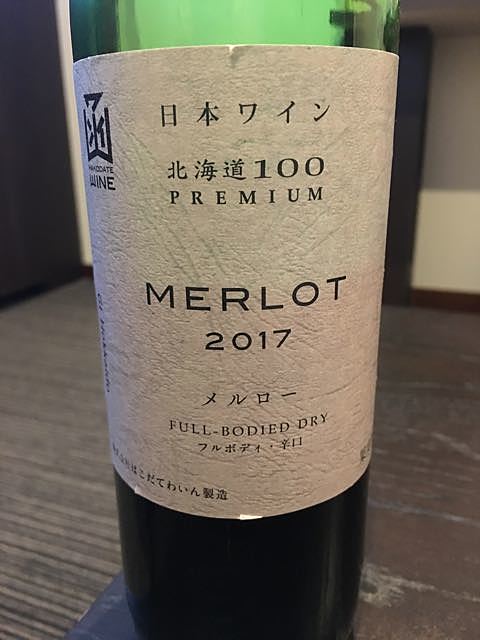 日本ワイン
北海道100
PREMIUM
HAKODATE
WINE
MERLOT
2017
メルロー
FULL-BODIED DRY
フルボディ・辛口
はこだてわいん製造